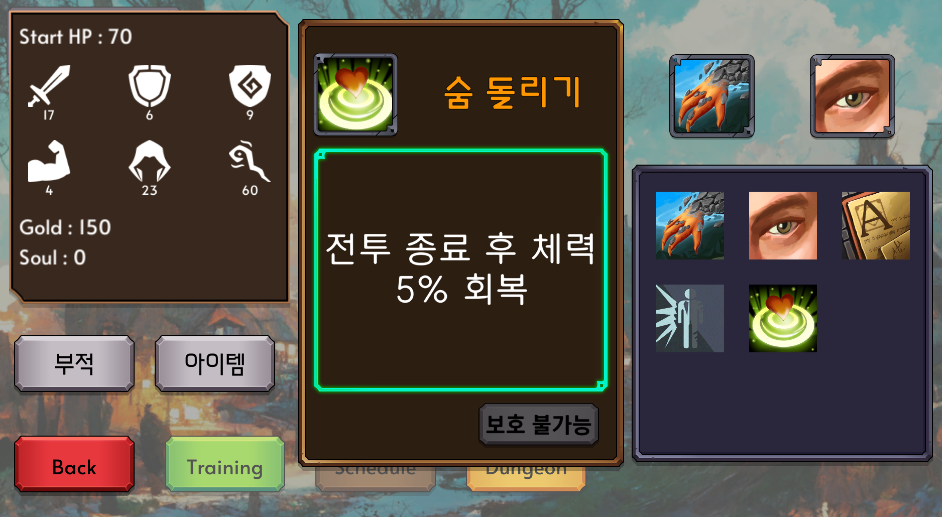 Start HP : 70
17
6
9
4
23
60
Gold : 150
Soul : 0
숨 돌리기
전투 종료 후 체력
5% 회복
보호 불가능
부적
아이템
Back
Training
Schedule
Dungeon
A